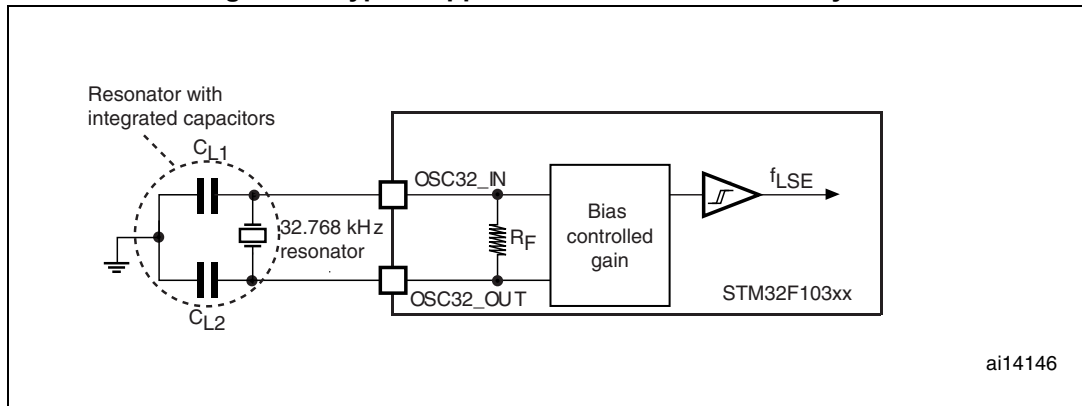 Resonator with
integrated capacitors
CL1
OSC32_IN
fLSE
Bias
controlled
gain
RF
32.768 kHz
resonator
STM32F103xx
OSC32_OUT
CL2
ai14146